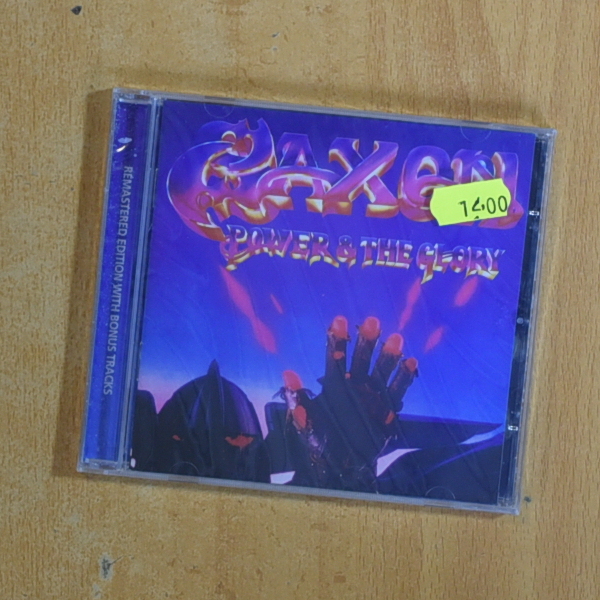 SAXON
POWER & THE GLORY
14.00
REMASTERED EDITION WITH BONUS TRACKS